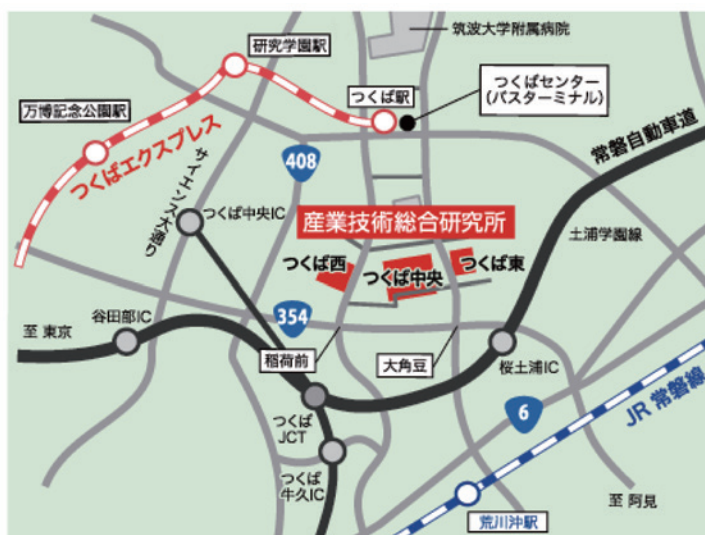 筑波大学附属病院
研究学園駅
つくば駅
つくばセンター
(バスターミナル)
万博記念公園駅
つくばエクスプレス
サイエンス大通り
408
常磐自動車道
つくば中央IC
産業技術総合研究所
土浦学園線
つくば西
つくば中央
つくば東
354
谷田部IC
至 東京
稲荷前
大角豆
桜土浦IC
つくば
JCT
6
JR 常磐線
つくば
牛久IC
至 阿見
荒川沖駅